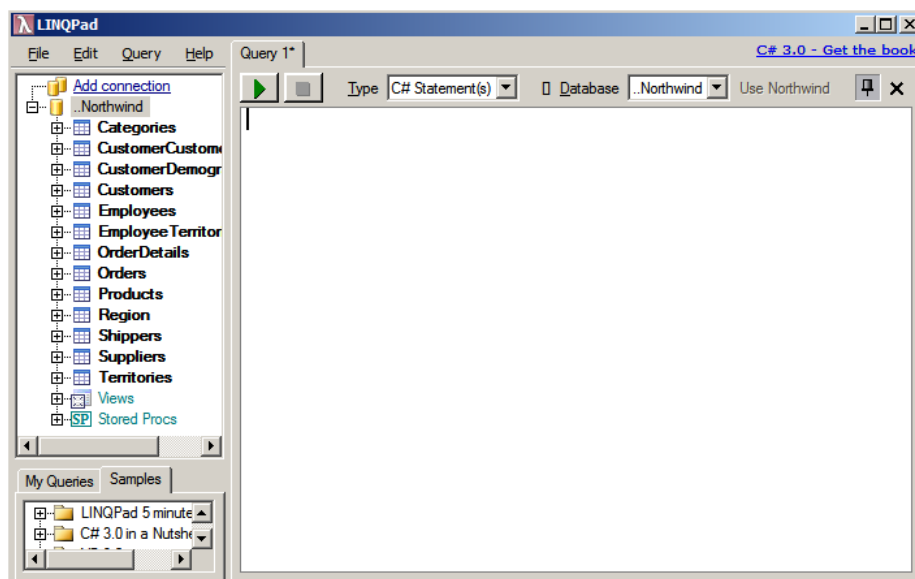 LINQPad
File Edit Query Help
Query 1*
C# 3.0 - Get the book
Type C# Statement(s) Database ..Northwind Use Northwind
Add connection
..Northwind
Categories
CustomerCustome
CustomerDemogr
Customers
Employees
EmployeeTerritor
OrderDetails
Orders
Products
Region
Shippers
Suppliers
Territories
Views
SP Stored Procs
My Queries Samples
LINQPad 5 minute
C# 3.0 in a Nutshe